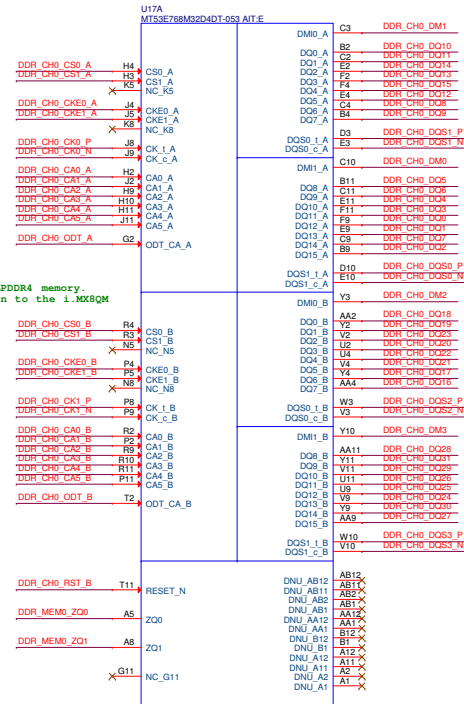 U17A
MT53E768M32D4DT-053 AIT:E
DDR_CH0_CS0_A H4 CS0_A
DDR_CH0_CS1_A H3 CS1_A
K5 NC_K5
DDR_CH0_CKE0_A J4 CKE0_A
DDR_CH0_CKE1_A J5 CKE1_A
K8 NC_K8
DDR_CH0_CK0_P J8 CK_t_A
DDR_CH0_CK0_N J9 CK_c_A
DDR_CH0_CA0_A H2 CA0_A
DDR_CH0_CA1_A J2 CA1_A
DDR_CH0_CA2_A H9 CA2_A
DDR_CH0_CA3_A H10 CA3_A
DDR_CH0_CA4_A H11 CA4_A
DDR_CH0_CA5_A J11 CA5_A
DDR_CH0_ODT_A G2 ODT_CA_A
PDDR4 memory.
n to the i.MX8QM
DDR_CH0_CS0_B R4 CS0_B
DDR_CH0_CS1_B R3 CS1_B
N5 NC_N5
DDR_CH0_CKE0_B P4 CKE0_B
DDR_CH0_CKE1_B P5 CKE1_B
N8 NC_N8
DDR_CH0_CK1_P P8 CK_t_B
DDR_CH0_CK1_N P9 CK_c_B
DDR_CH0_CA0_B R2 CA0_B
DDR_CH0_CA1_B P2 CA1_B
DDR_CH0_CA2_B R9 CA2_B
DDR_CH0_CA3_B R10 CA3_B
DDR_CH0_CA4_B R11 CA4_B
DDR_CH0_CA5_B P11 CA5_B
DDR_CH0_ODT_B T2 ODT_CA_B
DDR_CH0_RST_B T11 RESET_N
DDR_MEM0_ZQ0 A5 ZQ0
DDR_MEM0_ZQ1 A8 ZQ1
G11 NC_G11
DMI0_A C3 DDR_CH0_DM1
DQ0_A B2 DDR_CH0_DQ10
DQ1_A C2 DDR_CH0_DQ11
DQ2_A E2 DDR_CH0_DQ14
DQ3_A F2 DDR_CH0_DQ13
DQ4_A F4 DDR_CH0_DQ15
DQ5_A E4 DDR_CH0_DQ12
DQ6_A C4 DDR_CH0_DQ8
DQ7_A B4 DDR_CH0_DQ9
DQS0_t_A D3 DDR_CH0_DQS1_P
DQS0_c_A E3 DDR_CH0_DQS1_N
DMI1_A C10 DDR_CH0_DM0
DQ8_A B11 DDR_CH0_DQ5
DQ9_A C11 DDR_CH0_DQ6
DQ10_A E11 DDR_CH0_DQ4
DQ11_A F11 DDR_CH0_DQ3
DQ12_A F9 DDR_CH0_DQ0
DQ13_A E9 DDR_CH0_DQ1
DQ14_A C9 DDR_CH0_DQ7
DQ15_A B9 DDR_CH0_DQ2
DQS1_t_A D10 DDR_CH0_DQS0_P
DQS1_c_A E10 DDR_CH0_DQS0_N
DMI0_B Y3 DDR_CH0_DM2
DQ0_B AA2 DDR_CH0_DQ18
DQ1_B Y2 DDR_CH0_DQ19
DQ2_B V2 DDR_CH0_DQ23
DQ3_B U2 DDR_CH0_DQ20
DQ4_B U4 DDR_CH0_DQ22
DQ5_B V4 DDR_CH0_DQ21
DQ6_B Y4 DDR_CH0_DQ17
DQ7_B AA4 DDR_CH0_DQ16
DQS0_t_B W3 DDR_CH0_DQS2_P
DQS0_c_B V3 DDR_CH0_DQS2_N
DMI1_B Y10 DDR_CH0_DM3
DQ8_B AA11 DDR_CH0_DQ28
DQ9_B Y11 DDR_CH0_DQ31
DQ10_B V11 DDR_CH0_DQ29
DQ11_B U11 DDR_CH0_DQ26
DQ12_B U9 DDR_CH0_DQ25
DQ13_B V9 DDR_CH0_DQ24
DQ14_B Y9 DDR_CH0_DQ30
DQ15_B AA9 DDR_CH0_DQ27
DQS1_t_B W10 DDR_CH0_DQS3_P
DQS1_c_B V10 DDR_CH0_DQS3_N
DNU_AB12 AB12
DNU_AB11 AB11
DNU_AB2 AB2
DNU_AB1 AB1
DNU_AA12 AA12
DNU_AA1 AA1
DNU_B12 B12
DNU_B1 B1
DNU_A12 A12
DNU_A11 A11
DNU_A2 A2
DNU_A1 A1